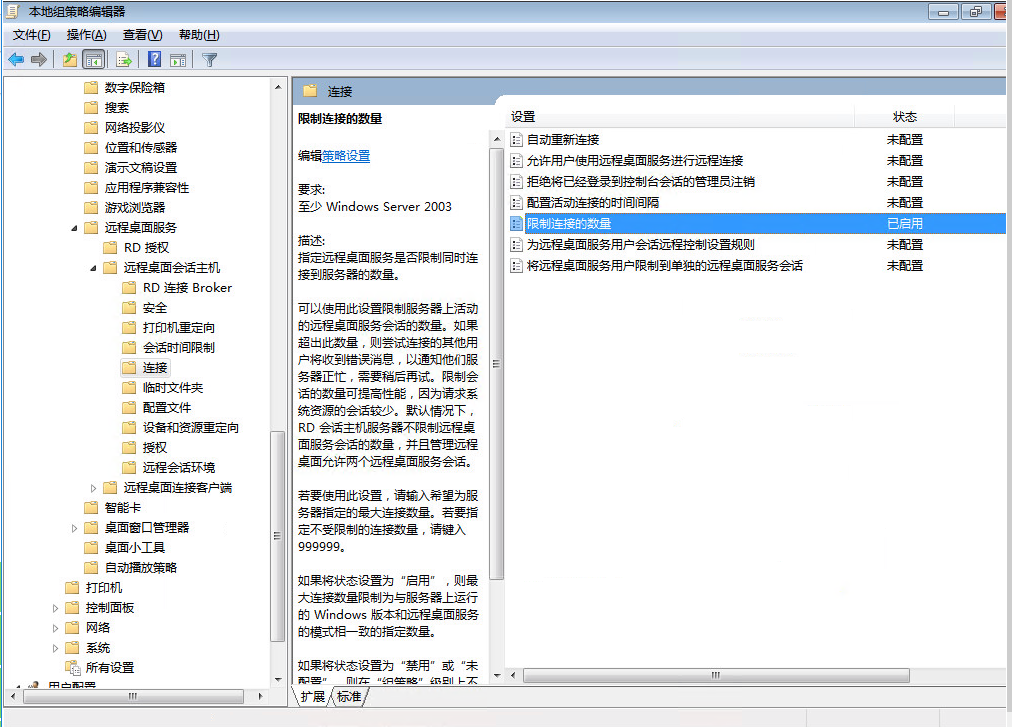 本地组策略编辑器
文件(F) 操作(A) 查看(V) 帮助(H)
数字保险箱
搜索
网络投影仪
位置和传感器
演示文稿设置
应用程序兼容性
游戏浏览器
远程桌面服务
RD 授权
远程桌面会话主机
RD 连接 Broker
安全
打印机重定向
会话时间限制
连接
临时文件夹
配置文件
设备和资源重定向
授权
远程会话环境
远程桌面连接客户端
智能卡
桌面窗口管理器
桌面小工具
自动播放策略
打印机
控制面板
网络
系统
所有设置
用户配置
连接
限制连接的数量
编辑策略设置
要求:
至少 Windows Server 2003
描述:
指定远程桌面服务是否限制同时连
接到服务器的数量。
可以使用此设置限制服务器上活动
的远程桌面服务会话的数量。如果
超出此数量，则尝试连接的其他用
户将收到错误消息，以通知他们服
务器正忙，需要稍后再试。限制会
话的数量可提高性能，因为请求系
统资源的会话较少。默认情况下，
RD 会话主机服务器不限制远程桌
面服务会话的数量，并且管理远程
桌面允许两个远程桌面服务会话。
若要使用此设置，请输入希望为服
务器指定的最大连接数量。若要指
定不受限制的连接数量，请键入
999999。
如果将状态设置为“启用”，则最
大连接数量限制为与服务器上运行
的 Windows 版本和远程桌面服务
的模式相一致的指定数量。
如果将状态设置为“禁用”或“未
配置”，则在“组策略”级别上不
设置 状态
自动重新连接 未配置
允许用户使用远程桌面服务进行远程连接 未配置
拒绝将已经登录到控制台会话的管理员注销 未配置
配置活动连接的时间间隔 未配置
限制连接的数量 已启用
为远程桌面服务用户会话远程控制设置规则 未配置
将远程桌面服务用户限制到单独的远程桌面服务会话 未配置
扩展 标准